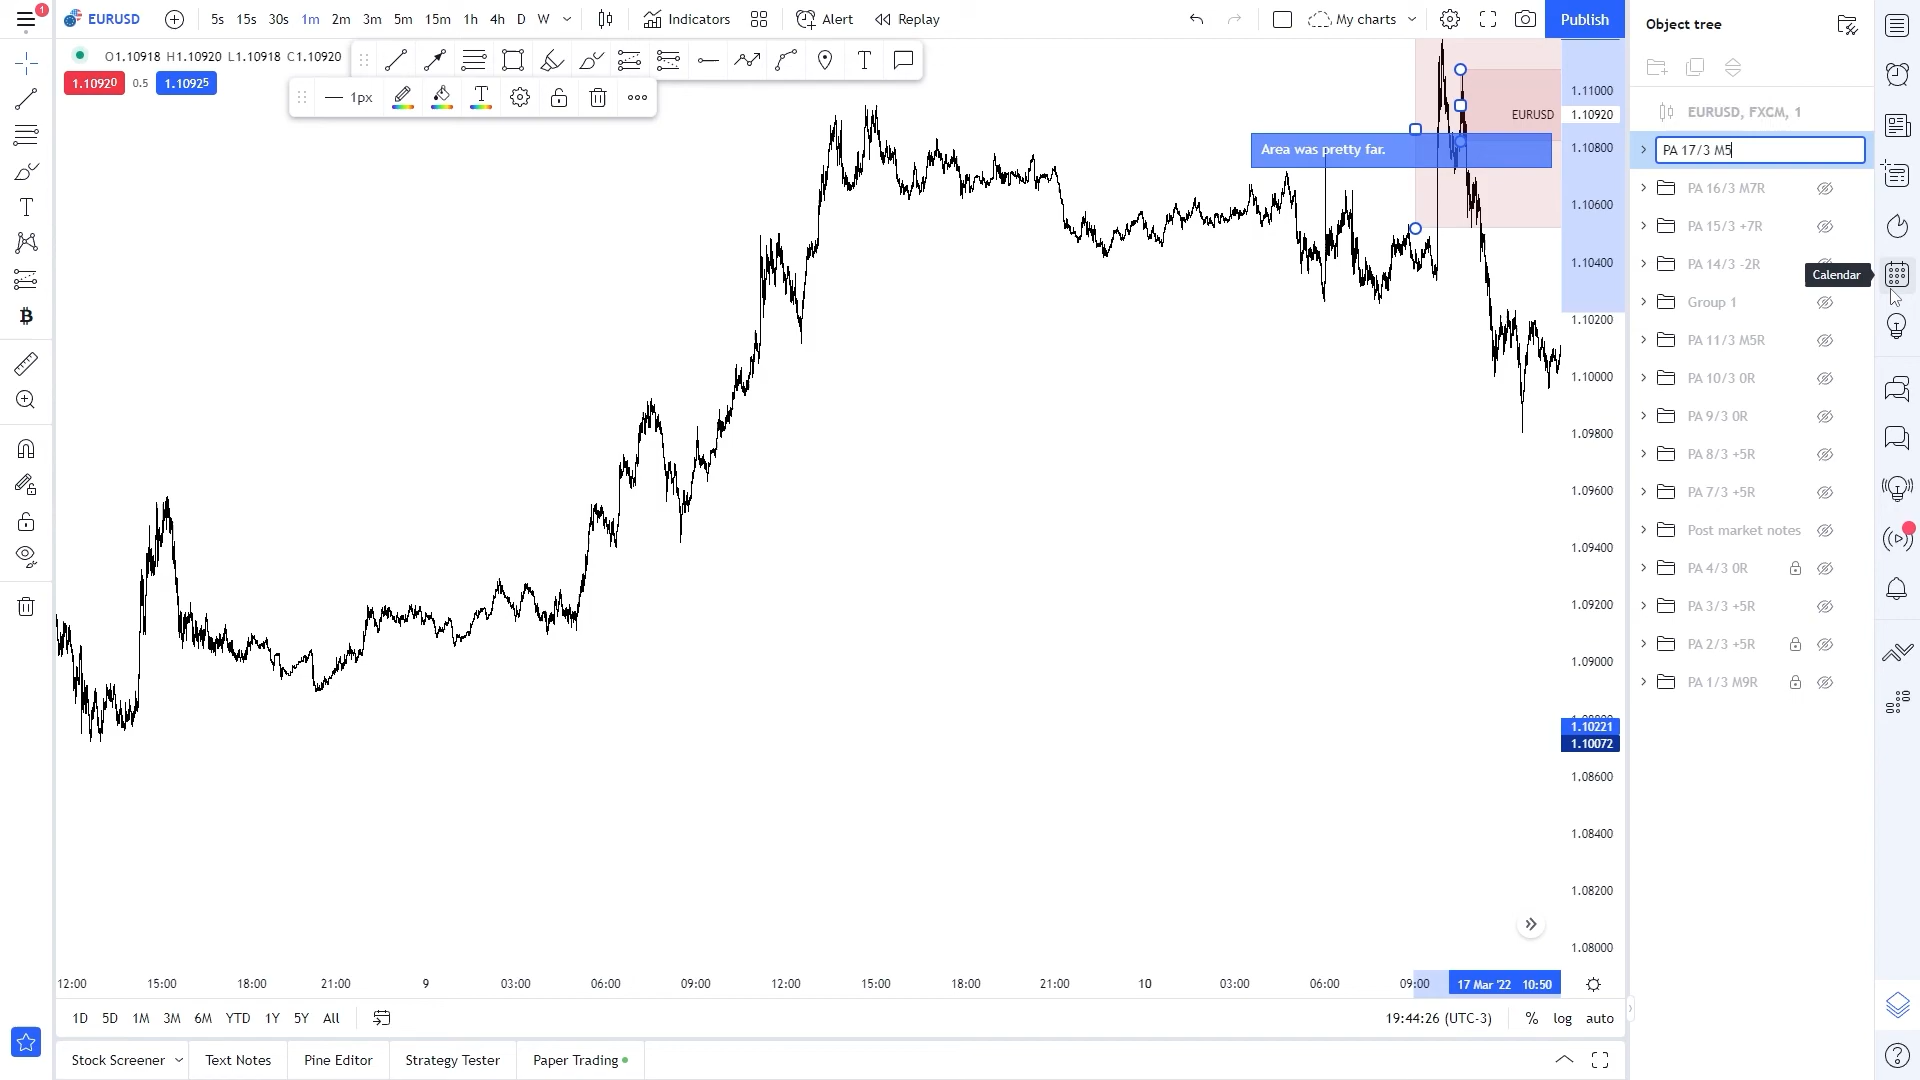 1
EURUSD
5s 15s 30s 1m 2m 3m 5m 15m 1h 4h D W
Indicators
Alert
Replay
My charts
Publish
Object tree
O1.10918 H1.10920 L1.10918 C1.10920
1.10920 0.5 1.10925
1px
T
T
T
EURUSD, FXCM, 1
PA 17/3 M5
PA 16/3 M7R
PA 15/3 +7R
PA 14/3 -2R
Calendar
Group 1
PA 11/3 M5R
PA 10/3 0R
PA 9/3 0R
PA 8/3 +5R
PA 7/3 +5R
Post market notes
PA 4/3 0R
PA 3/3 +5R
PA 2/3 +5R
PA 1/3 M9R
Area was pretty far.
EURUSD
1.11000
1.10920
1.10800
1.10600
1.10400
1.10200
1.10000
1.09800
1.09600
1.09400
1.09200
1.09000
1.10221
1.10072
1.08600
1.08400
1.08200
1.08000
12:00 15:00 18:00 21:00 9 03:00 06:00 09:00 12:00 15:00 18:00 21:00 10 03:00 06:00 09:00 17 Mar '22 10:50
1D 5D 1M 3M 6M YTD 1Y 5Y All
19:44:26 (UTC-3) % log auto
Stock Screener Text Notes Pine Editor Strategy Tester Paper Trading